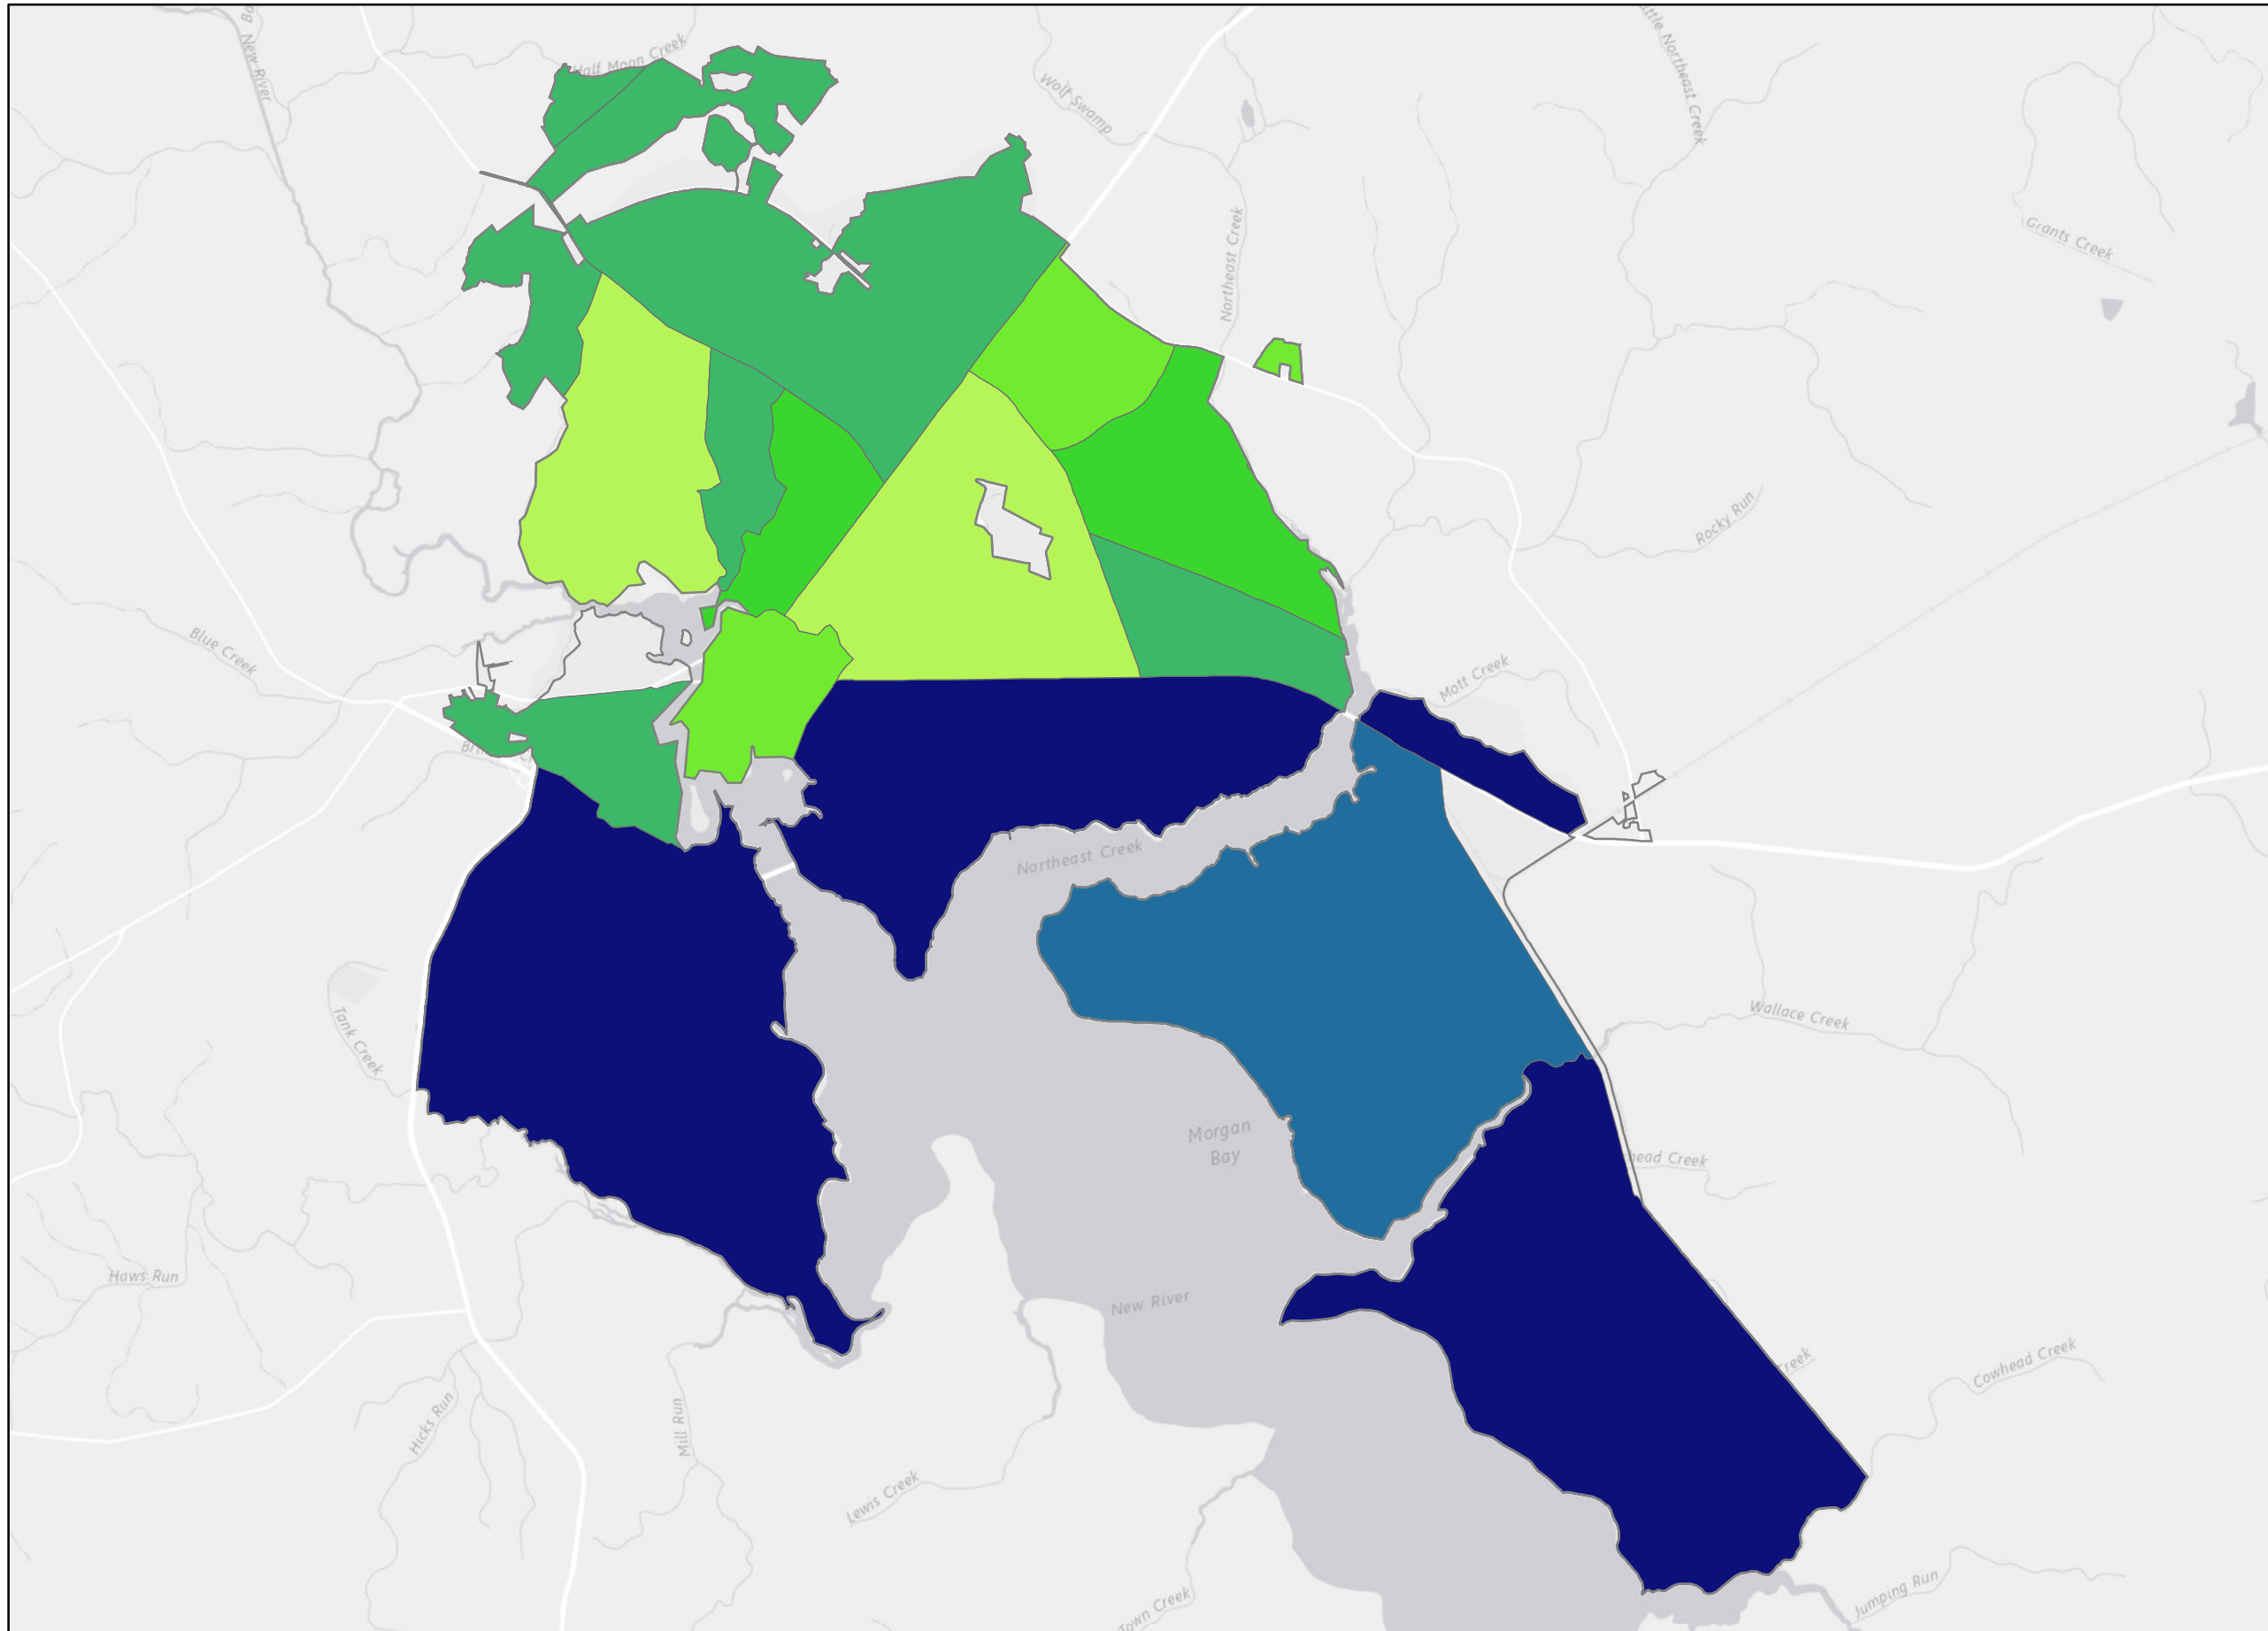 New River
Half Moon Creek
Wolf Swamp
Northeast Creek
Grants Creek
Northeast Creek
Rocky Run
Blue Creek
Mott Creek
Northeast Creek
Tank Creek
Wallace Creek
Morgan
Bay
head Creek
Haws Run
New River
Creek
Cowhead Creek
Hicks Run
Mill Run
Lewis Creek
Town Creek
Jumping Run